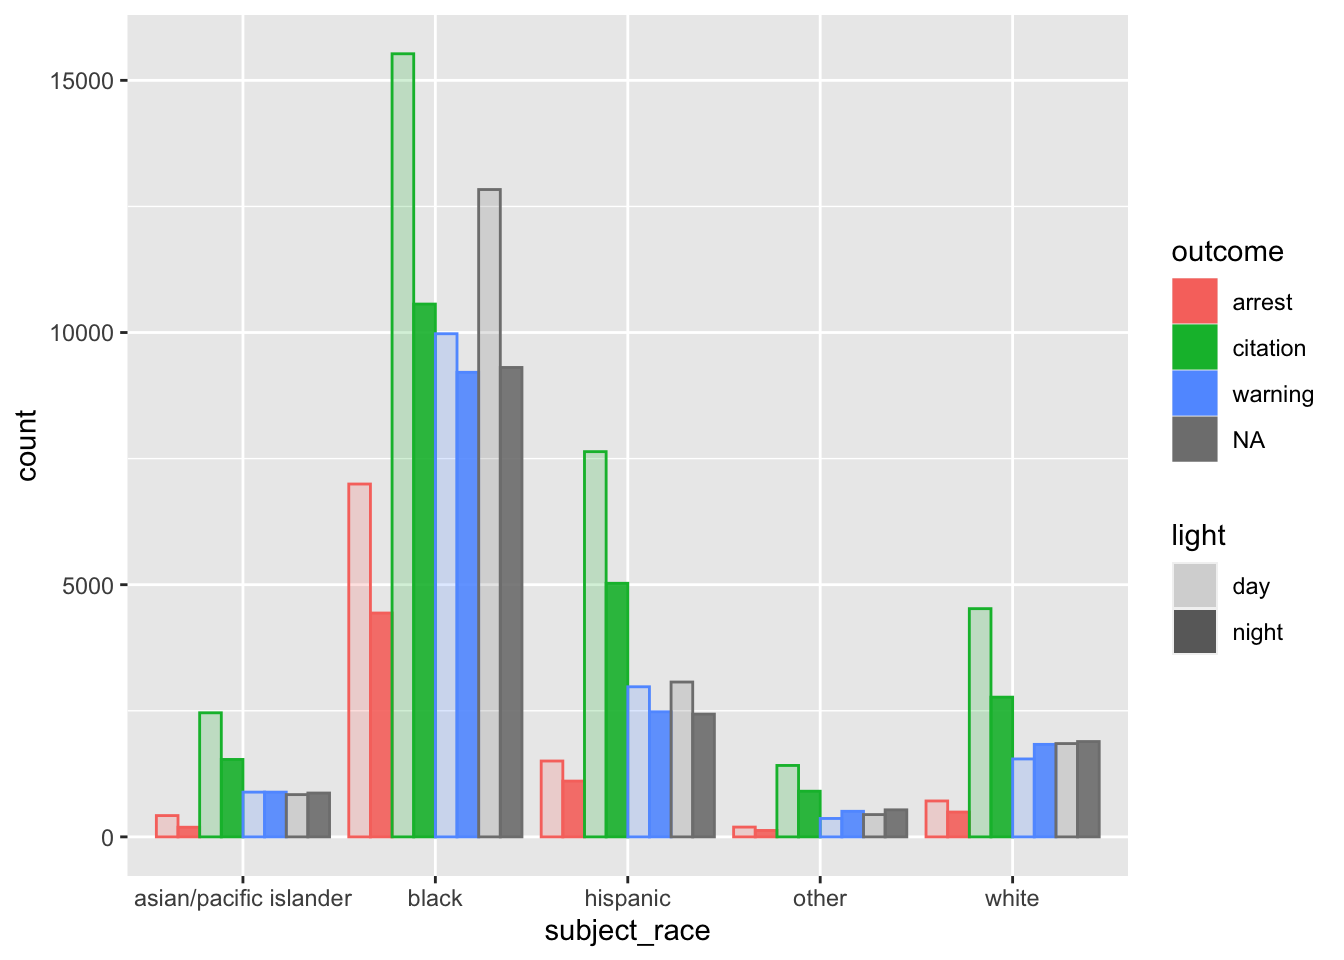 15000
10000
5000
0
count
asian/pacific islander black hispanic other white
subject_race
outcome
arrest
citation
warning
NA
light
day
night